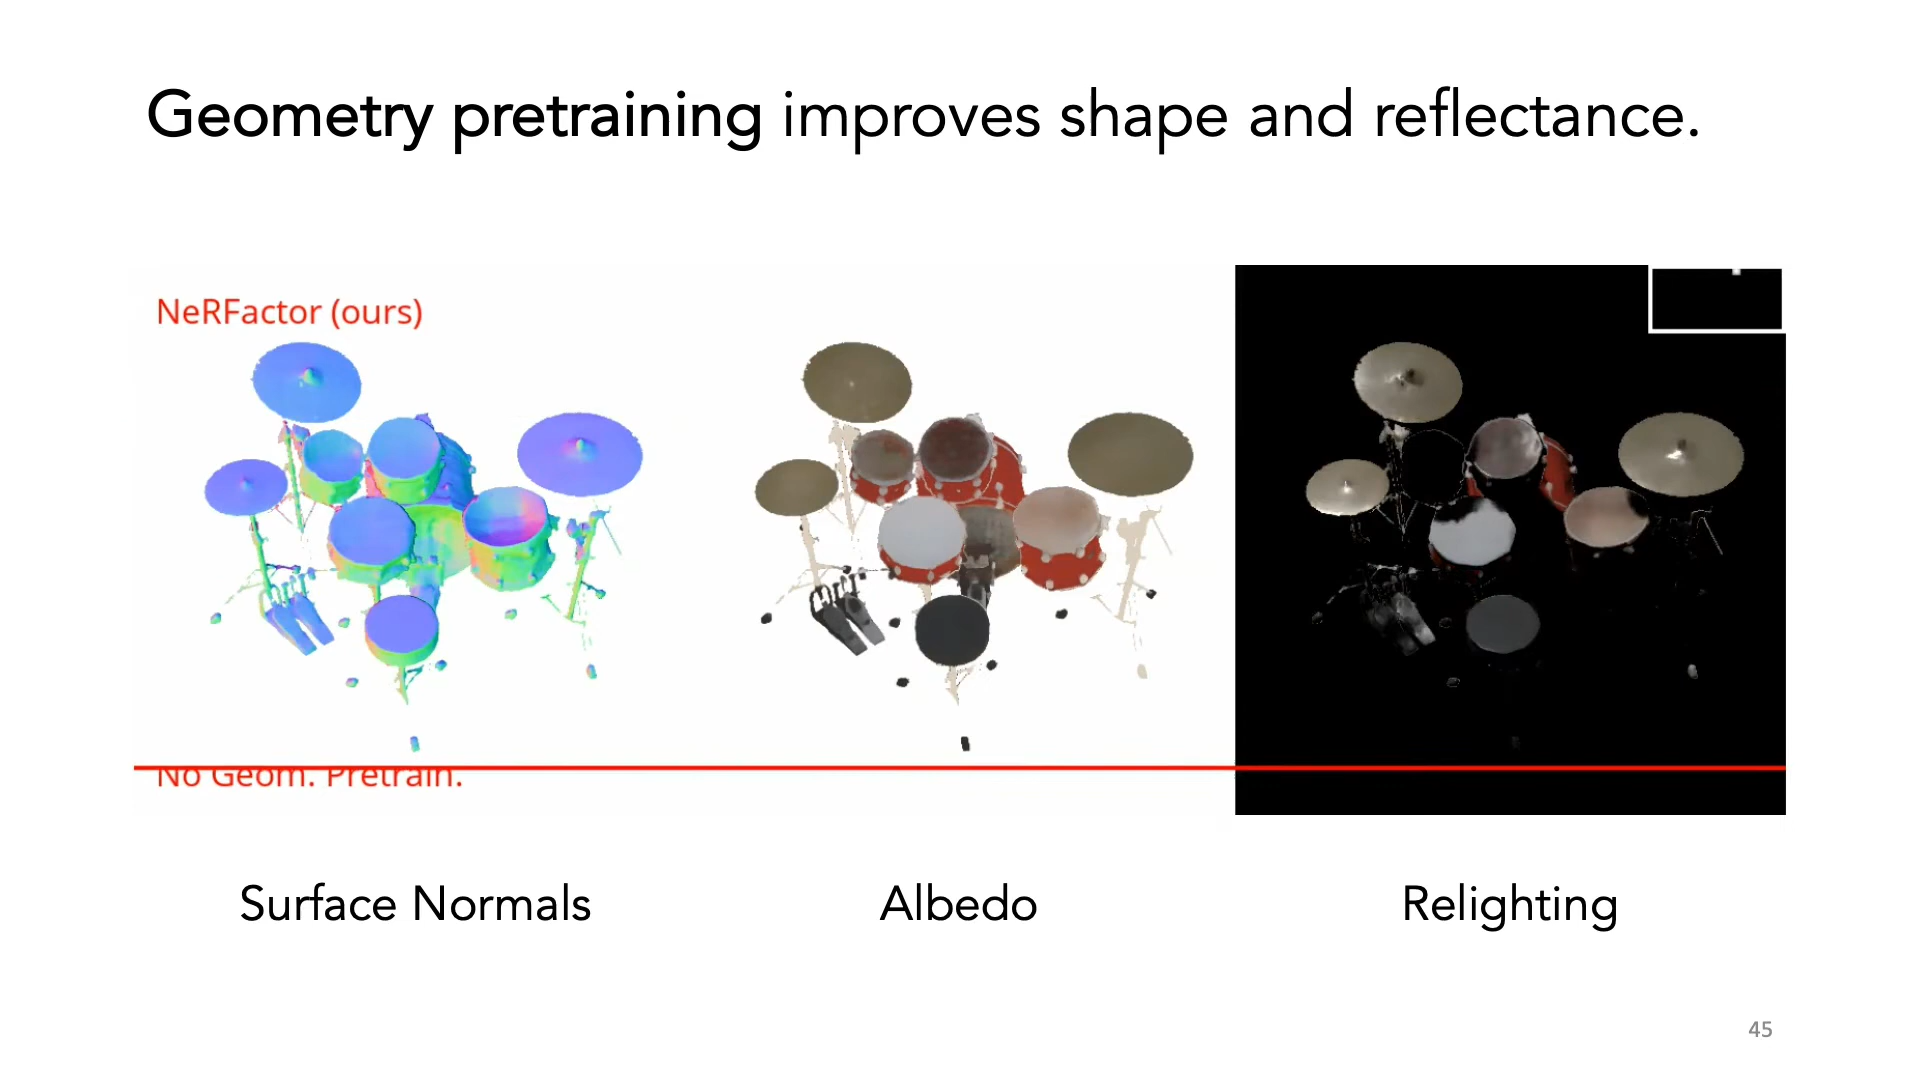 Geometry pretraining improves shape and reflectance.
NeRFactor (ours)
No Geom. Pretrain.
Surface Normals
Albedo
Relighting
45